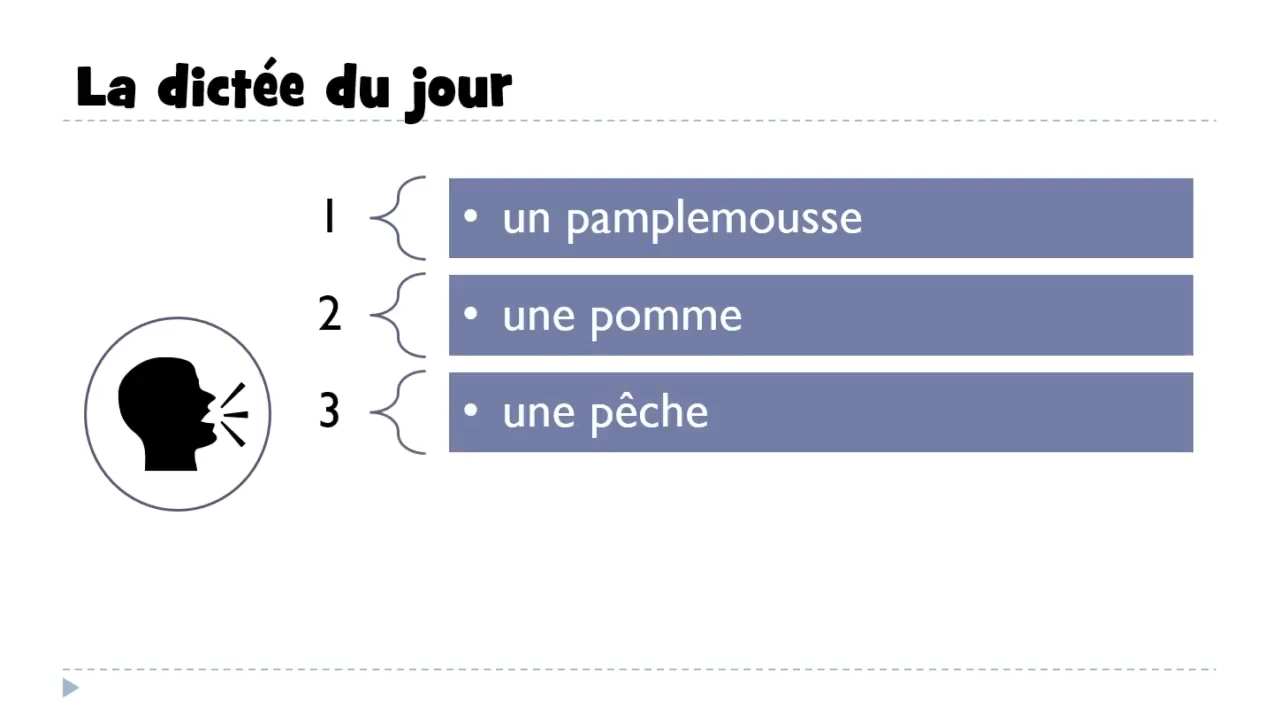 La dictée du jour
1
• un pamplemousse
2
• une pomme
3
• une pêche